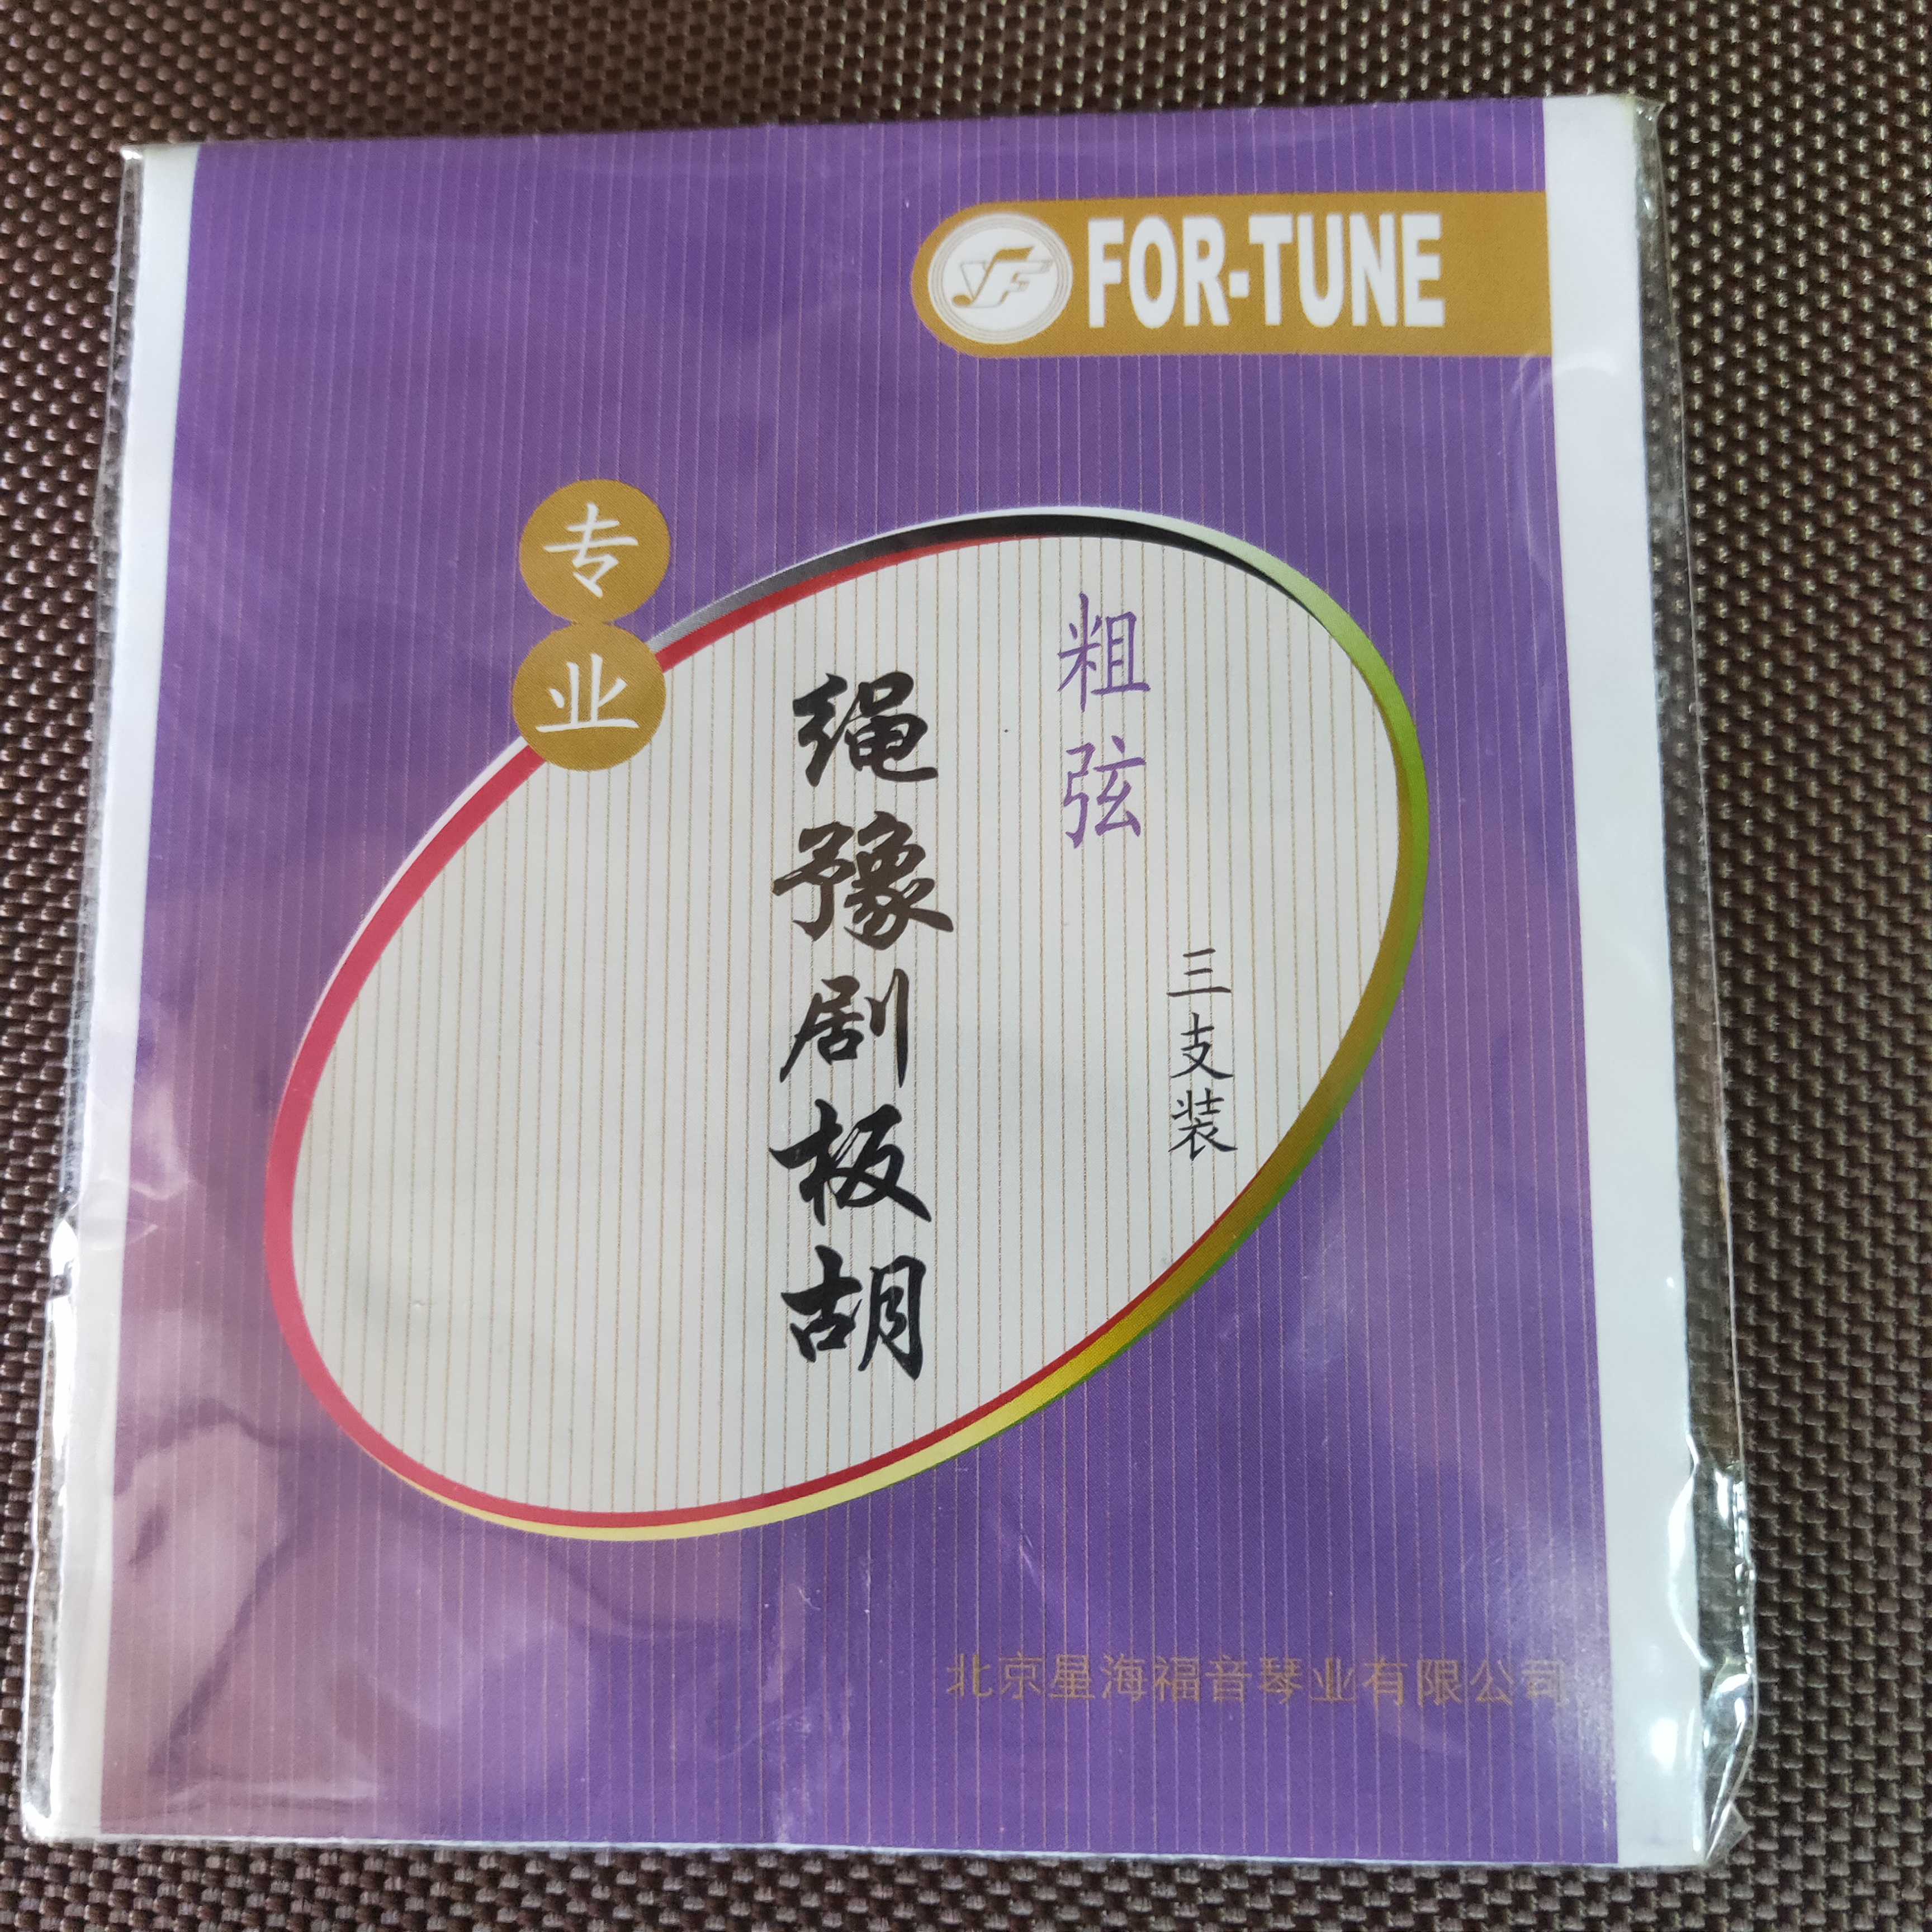 FOR-TUNE
专业
粗弦
三支装
绳豫剧板胡
北京星海福音琴业有限公司